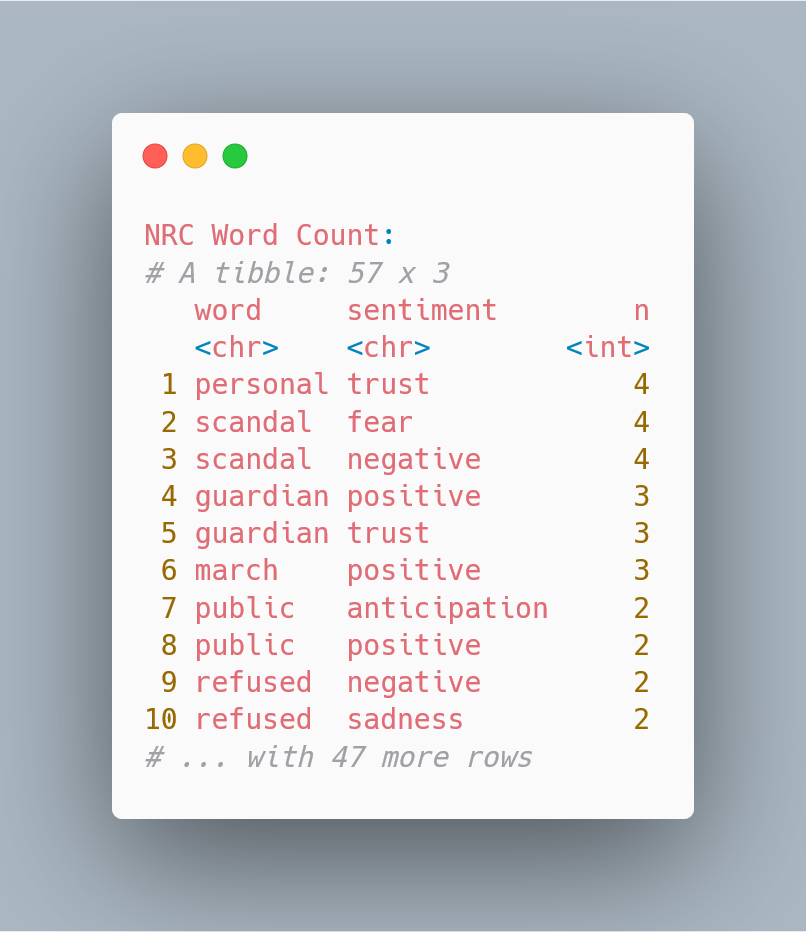 NRC Word Count:
# A tibble: 57 x 3
   word     sentiment        n
   <chr>    <chr>        <int>
 1 personal trust            4
 2 scandal  fear             4
 3 scandal  negative         4
 4 guardian positive         3
 5 guardian trust            3
 6 march    positive         3
 7 public   anticipation     2
 8 public   positive         2
 9 refused  negative         2
10 refused  sadness          2
# ... with 47 more rows